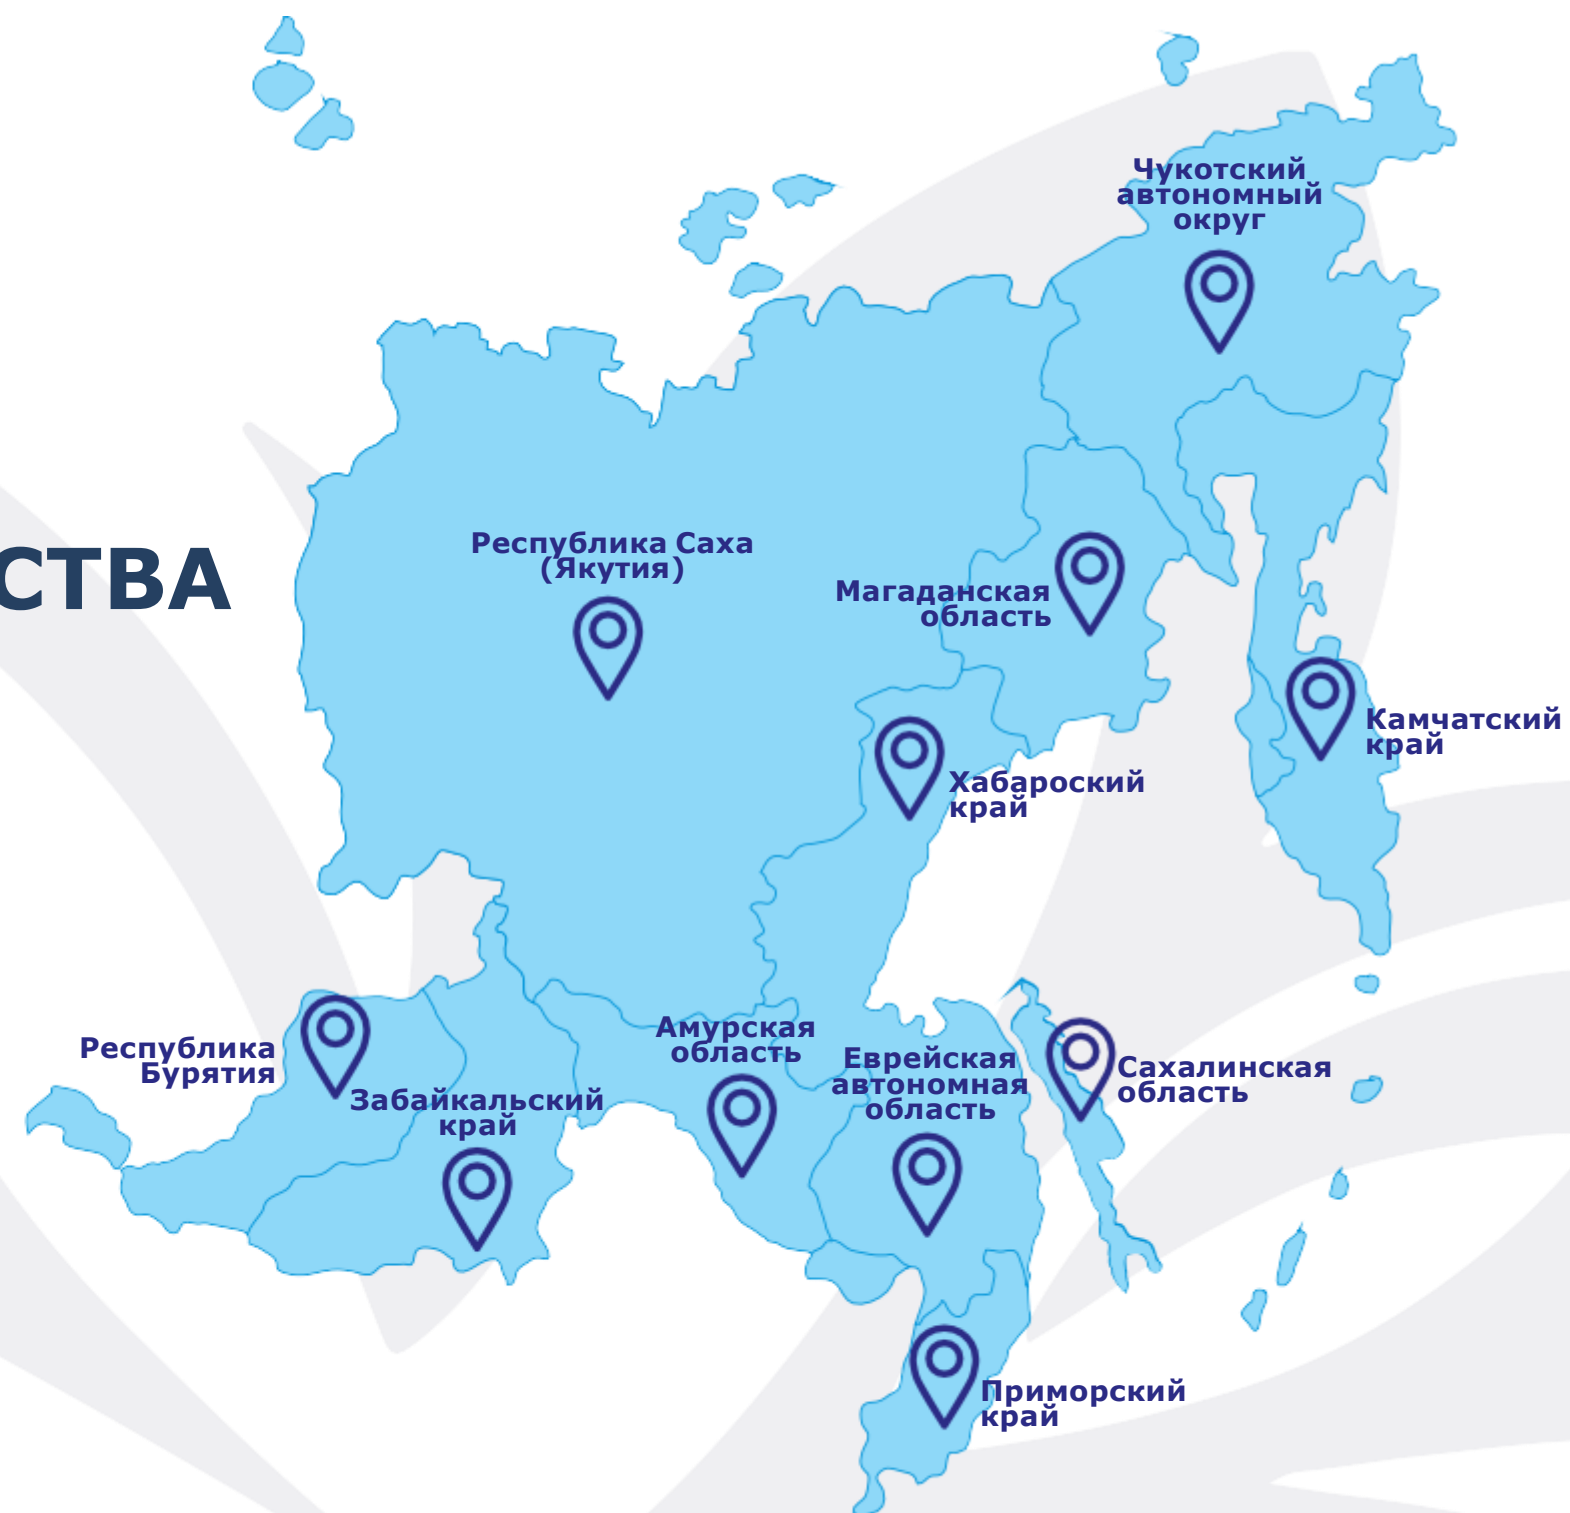 Чукотский
автономный
округ
Республика Саха
(Якутия)
СТВА
Магаданская
область
Камчатский
край
Хабароский
край
Амурская
область
Республика
Бурятия
Еврейская
автономная
область
Сахалинская
область
Забайкальский
край
Приморский
край